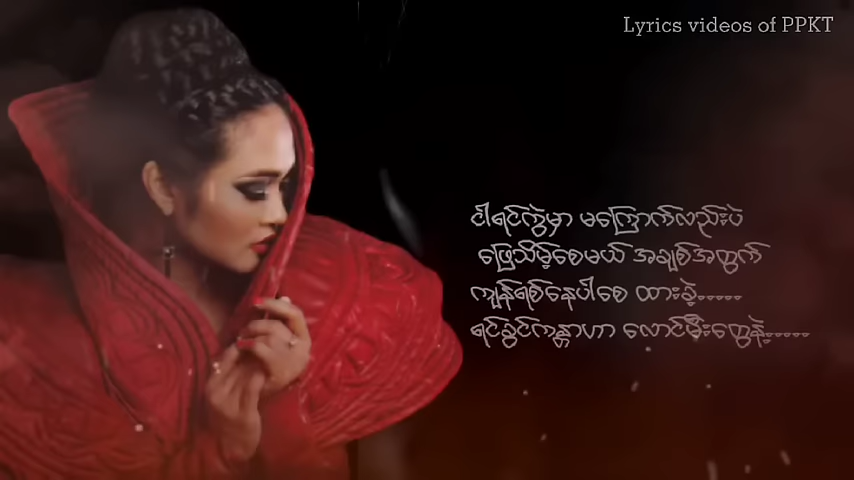 Lyrics videos of PPKT
ငါရင်ကွဲမှာ မကြောက်လည်းပဲ
ဖြေသိမ့်စေမယ် အချစ်အတွက်
ကျွန်ရစ်နေပါစေ ထားခဲ့.....
ရင်ခွင်ကန္တာဟာ လောင်မီးတွေနဲ့.....